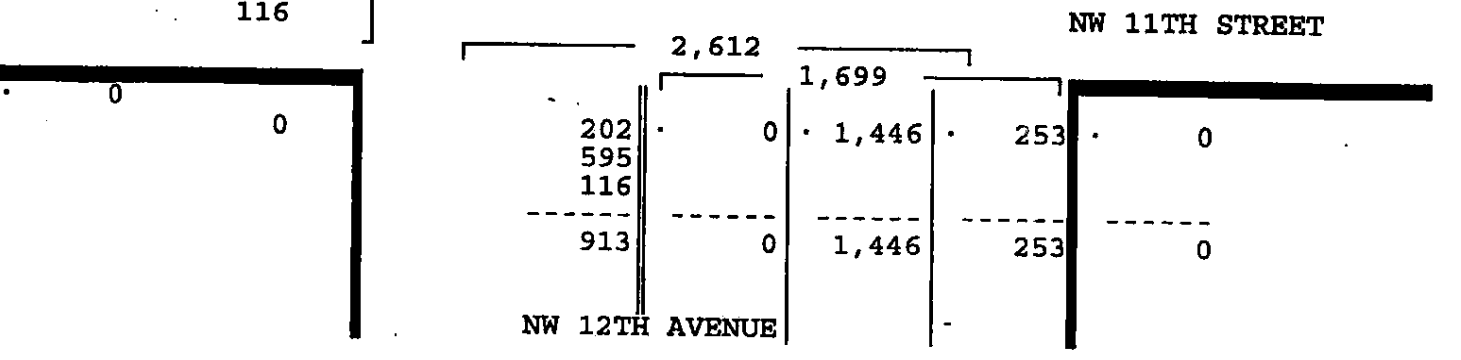 116
NW 11TH STREET
2,612
1,699
0
0
202 0 1,446 253 0
595
116
------ ------ ------ ------ ------
913 0 1,446 253 0
NW 12TH AVENUE